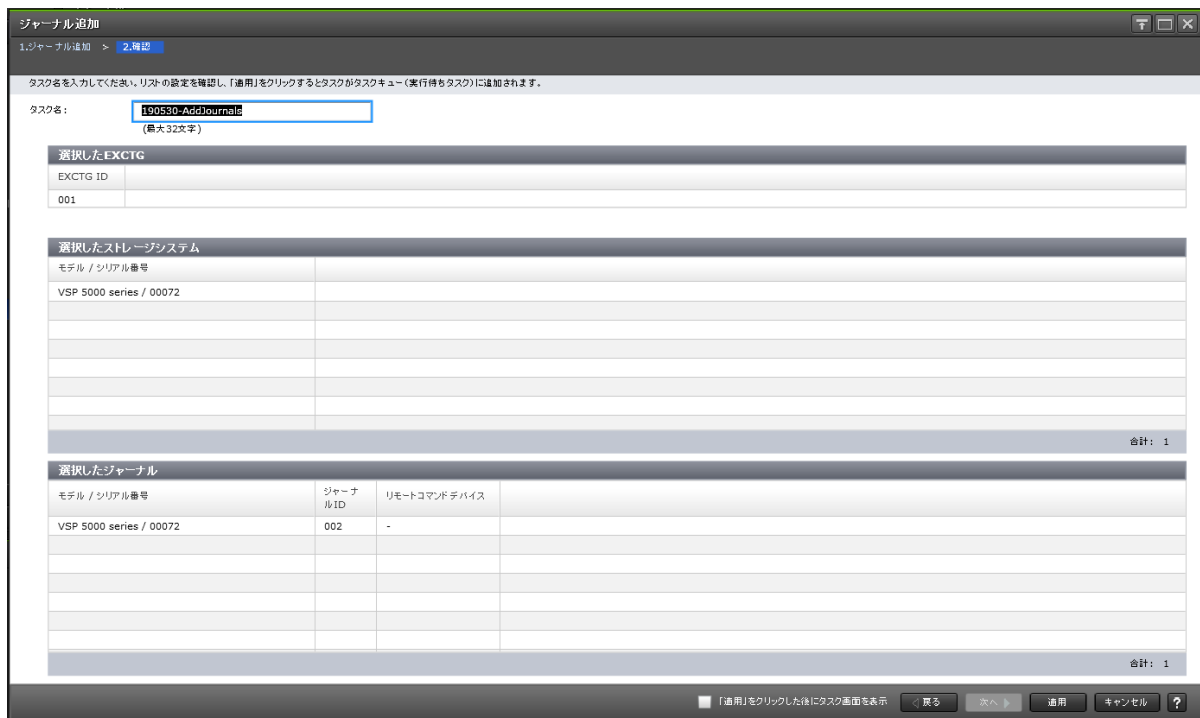 ジャーナル追加
1.ジャーナル追加 > 2.確認
タスク名を入力してください。リストの設定を確認し、「適用」をクリックするとタスクがタスクキュー(実行待ちタスク)に追加されます。
タスク名: 190530-AddJournals
(最大32文字)
選択したEXCTG
EXCTG ID
001
選択したストレージシステム
モデル / シリアル番号
VSP 5000 series / 00072
合計: 1
選択したジャーナル
モデル / シリアル番号 ジャーナルID リモートコマンドデバイス
VSP 5000 series / 00072 002 -
合計: 1
「適用」をクリックした後にタスク画面を表示 戻る 次へ 適用 キャンセル ?